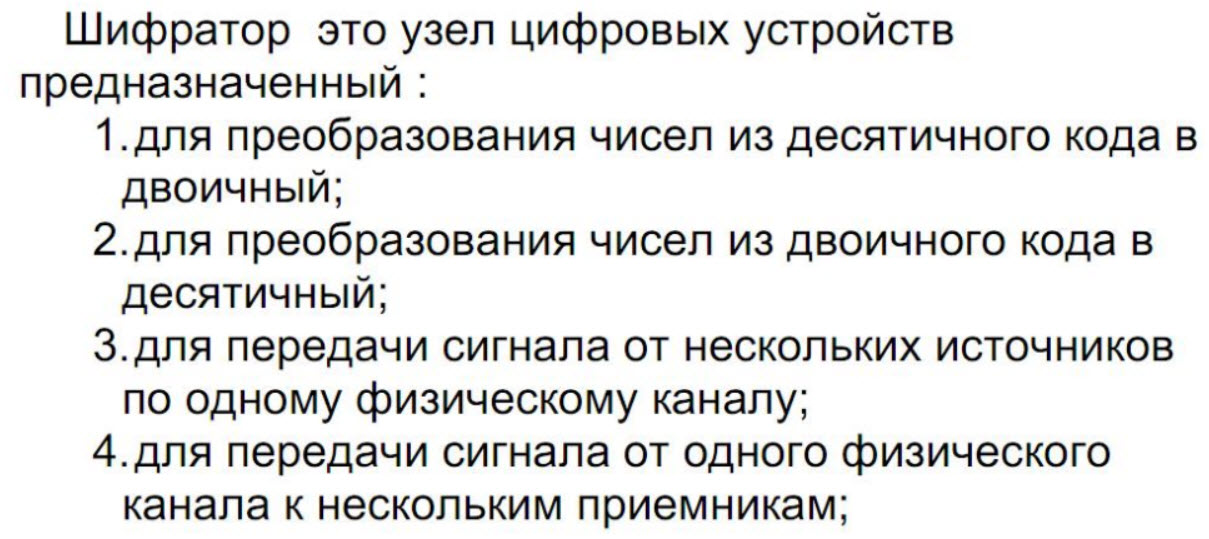 Шифратор это узел цифровых устройств
предназначенный :
1.для преобразования чисел из десятичного кода в
двоичный;
2.для преобразования чисел из двоичного кода в
десятичный;
3.для передачи сигнала от нескольких источников
по одному физическому каналу;
4.для передачи сигнала от одного физического
канала к нескольким приемникам;